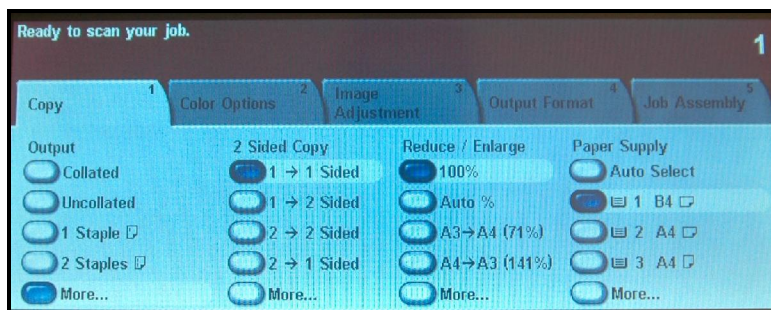 Ready to scan your job.
1
Copy 1
Color Options 2
Image Adjustment 3
Output Format 4
Job Assembly 5
Output
Collated
Uncollated
1 Staple
2 Staples
More...
2 Sided Copy
1 → 1 Sided
1 → 2 Sided
2 → 2 Sided
2 → 1 Sided
More...
Reduce / Enlarge
100%
Auto %
A3→A4 (71%)
A4→A3 (141%)
More...
Paper Supply
Auto Select
1 B4
2 A4
3 A4
More...